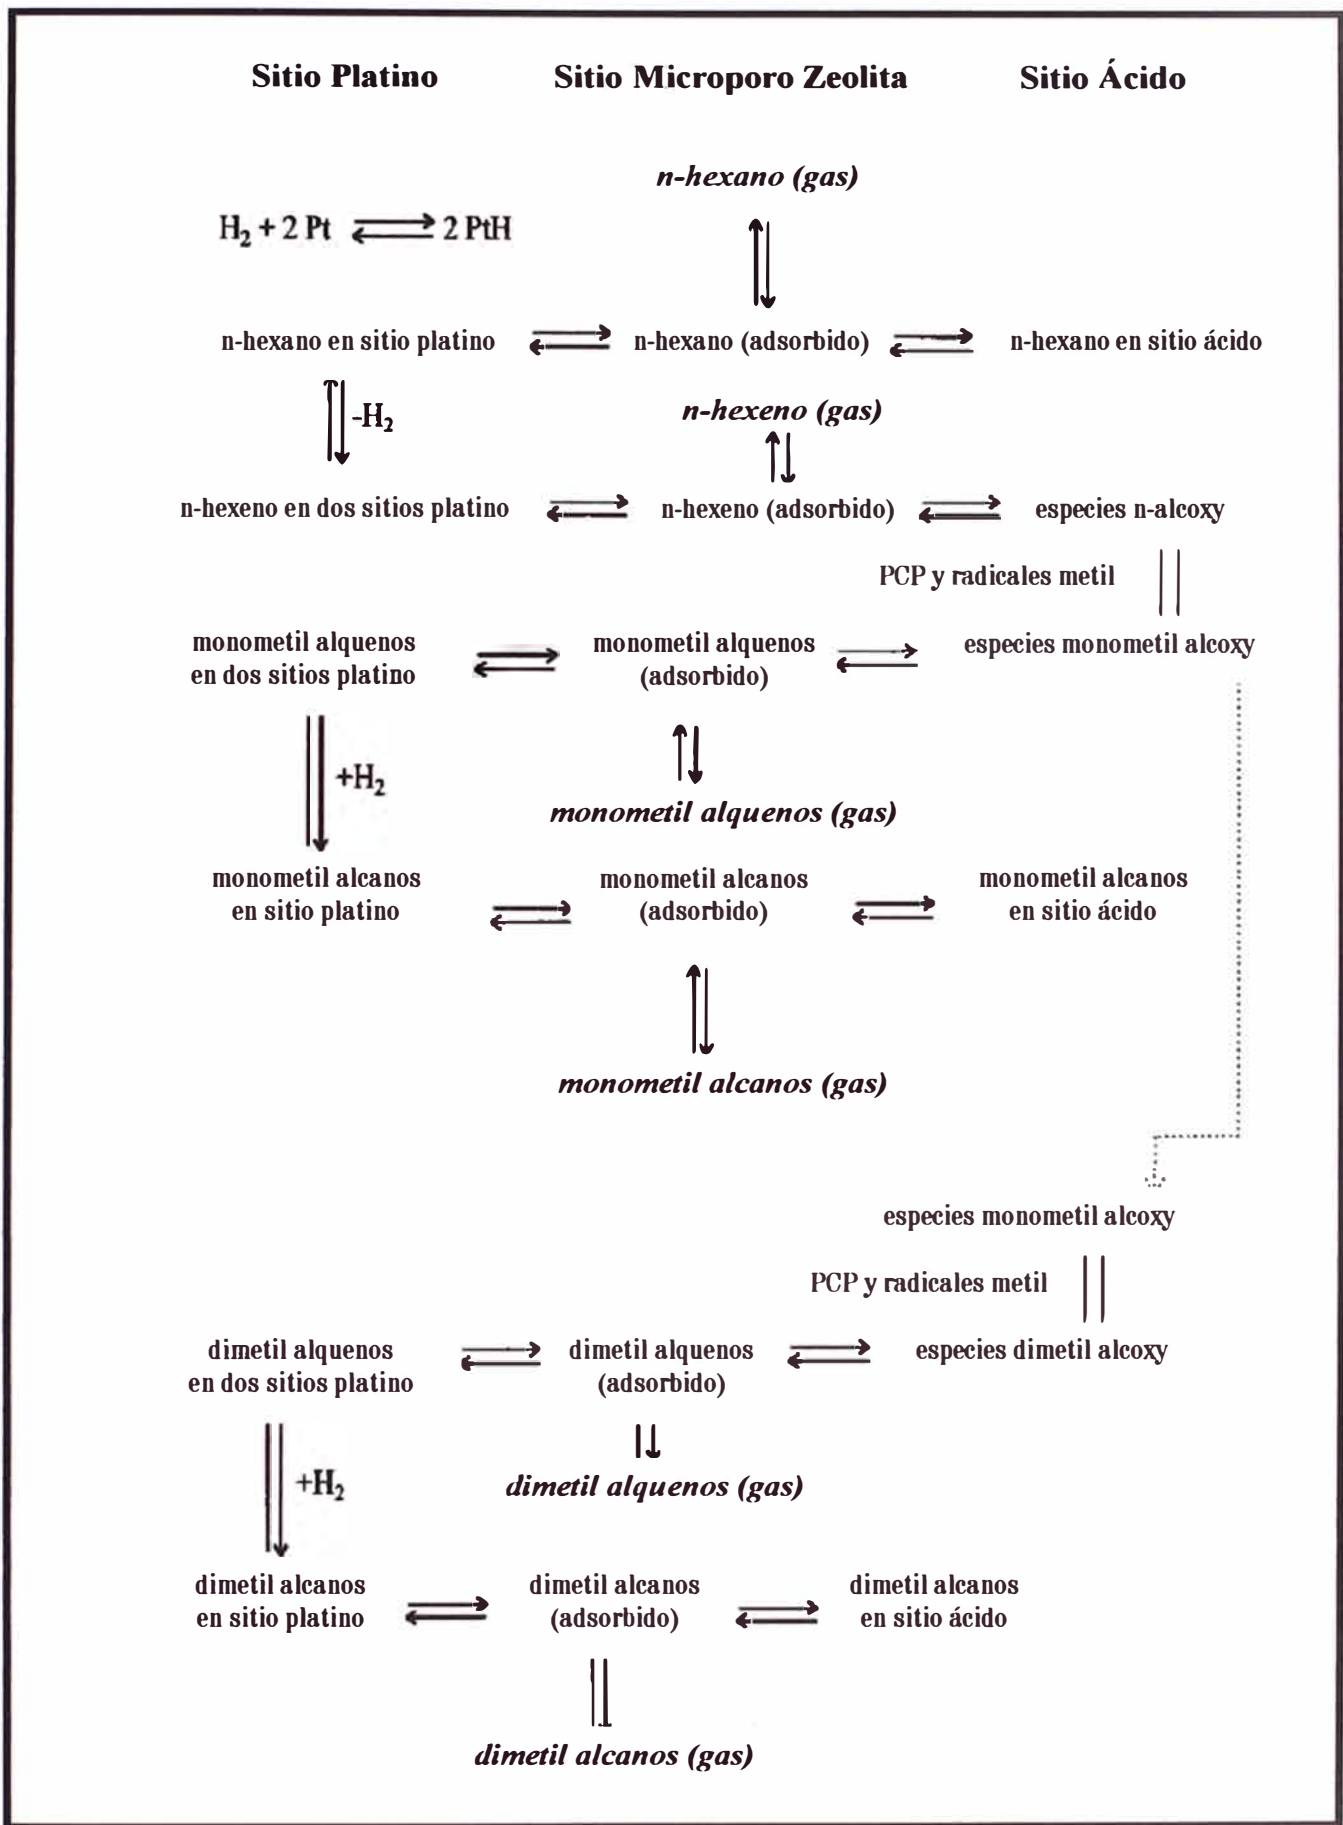 Sitio Platino Sitio Microporo Zeolita Sitio Ácido
n-hexano (gas)
H₂ + 2 Pt ⇌ 2 PtH
n-hexano en sitio platino ⇌ n-hexano (adsorbido) ⇌ n-hexano en sitio ácido
-H₂
n-hexeno (gas)
n-hexeno en dos sitios platino ⇌ n-hexeno (adsorbido) ⇌ especies n-alcoxy
PCP y radicales metil
monometil alquenos monometil alquenos especies monometil alcoxy
en dos sitios platino (adsorbido)
+H₂
monometil alquenos (gas)
monometil alcanos monometil alcanos monometil alcanos
en sitio platino (adsorbido) en sitio ácido
monometil alcanos (gas)
especies monometil alcoxy
PCP y radicales metil
dimetil alquenos dimetil alquenos especies dimetil alcoxy
en dos sitios platino (adsorbido)
+H₂
dimetil alquenos (gas)
dimetil alcanos dimetil alcanos dimetil alcanos
en sitio platino (adsorbido) en sitio ácido
dimetil alcanos (gas)